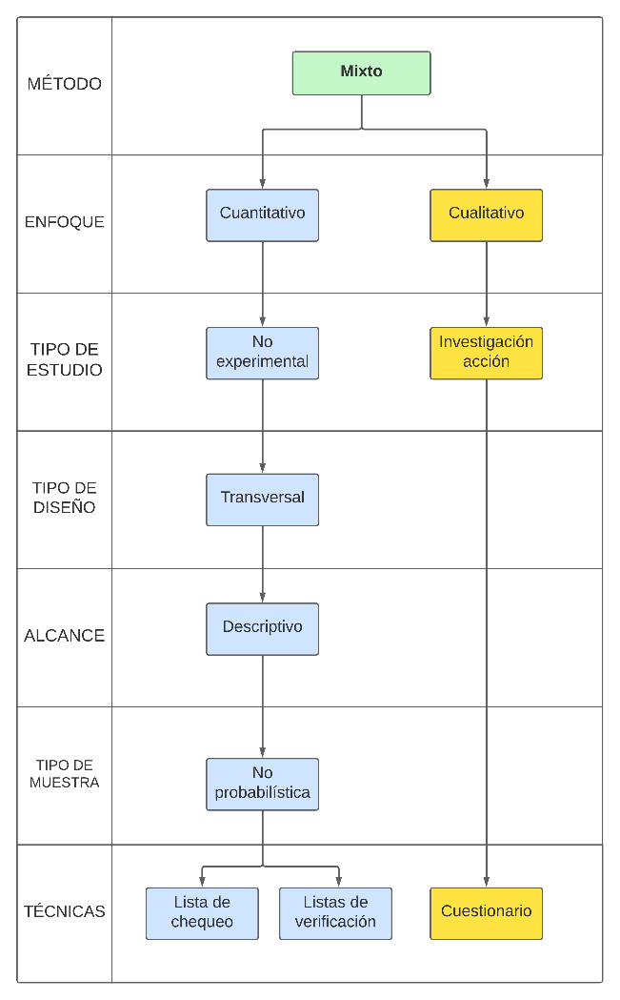 MÉTODO
Mixto
ENFOQUE
Cuantitativo
Cualitativo
TIPO DE
ESTUDIO
No
experimental
Investigación
acción
TIPO DE
DISEÑO
Transversal
ALCANCE
Descriptivo
TIPO DE
MUESTRA
No
probabilística
TÉCNICAS
Lista de
chequeo
Listas de
verificación
Cuestionario